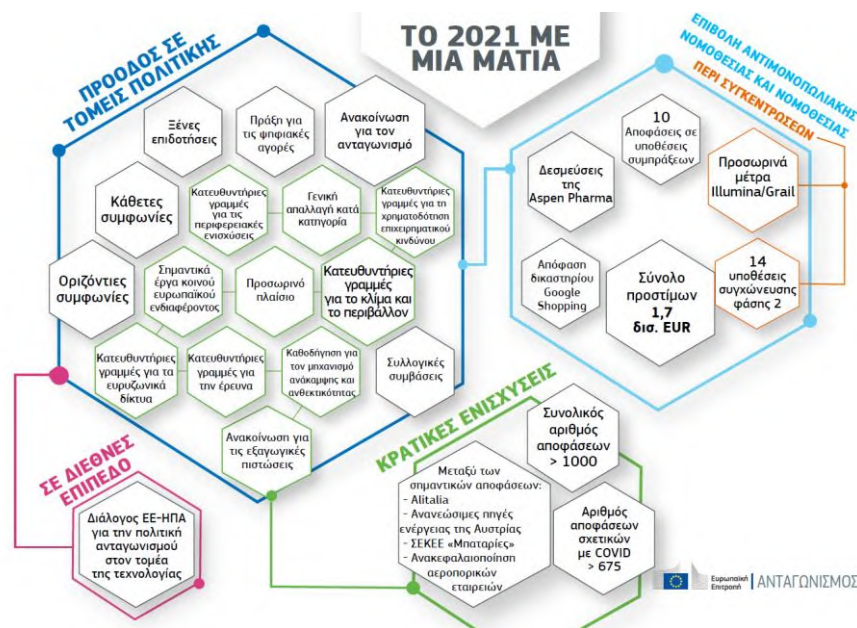 ΤΟ 2021 ΜΕ
ΜΙΑ ΜΑΤΙΑ
ΠΡΟΟΔΟΣ ΣΕ
ΤΟΜΕΙΣ ΠΟΛΙΤΙΚΗΣ
Ξένες
επιδοτήσεις
Πράξη για
τις ψηφιακές
αγορές
Ανακοίνωση
για τον
ανταγωνισμό
Κάθετες
συμφωνίες
Κατευθυντήριες
γραμμές
για τις
περιφερειακές
ενισχύσεις
Γενική
απαλλαγή κατά
κατηγορία
Κατευθυντήριες
γραμμές για τη
χρηματοδότηση
επιχειρηματικού
κινδύνου
Οριζόντιες
συμφωνίες
Σημαντικά
έργα κοινού
ευρωπαϊκού
ενδιαφέροντος
Προσωρινό
πλαίσιο
Κατευθυντήριες
γραμμές
για το κλίμα και
το περιβάλλον
Κατευθυντήριες
γραμμές για τα
ευρυζωνικά
δίκτυα
Κατευθυντήριες
γραμμές για
την έρευνα
Καθοδήγηση για
τον μηχανισμό
ανάκαμψης και
ανθεκτικότητας
Συλλογικές
συμβάσεις
Ανακοίνωση για
τις εξαγωγικές
πιστώσεις
ΕΠΙΒΟΛΗ ΑΝΤΙΜΟΝΟΠΩΛΙΑΚΗΣ
ΝΟΜΟΘΕΣΙΑΣ ΚΑΙ ΝΟΜΟΘΕΣΙΑΣ
ΠΕΡΙ ΣΥΓΚΕΝΤΡΩΣΕΩΝ
10
Αποφάσεις σε
υποθέσεις
συμπράξεων
Δεσμεύσεις
της
Aspen Pharma
Προσωρινά
μέτρα
Illumina/Grail
Απόφαση
δικαστηρίου
Google
Shopping
Σύνολο
προστίμων
1,7
δισ. EUR
14
υποθέσεις
συγχώνευσης
φάσης 2
ΣΕ ΔΙΕΘΝΕΣ
ΕΠΙΠΕΔΟ
Διάλογος ΕΕ-ΗΠΑ
για την πολιτική
ανταγωνισμού
στον τομέα
της τεχνολογίας
ΚΡΑΤΙΚΕΣ ΕΝΙΣΧΥΣΕΙΣ
Συνολικός
αριθμός
αποφάσεων
> 1000
Μεταξύ των
σημαντικών αποφάσεων:
- Alitalia
- Ανανεώσιμες πηγές
ενέργειας της Αυστρίας
- ΣΕΚΕΕ «Μπαταρίες»
- Ανακεφαλαιοποίηση
αεροπορικών
εταιρειών
Αριθμός
αποφάσεων
σχετικών
με COVID
> 675
Ευρωπαϊκή
Επιτροπή
ΑΝΤΑΓΩΝΙΣΜΟΣ